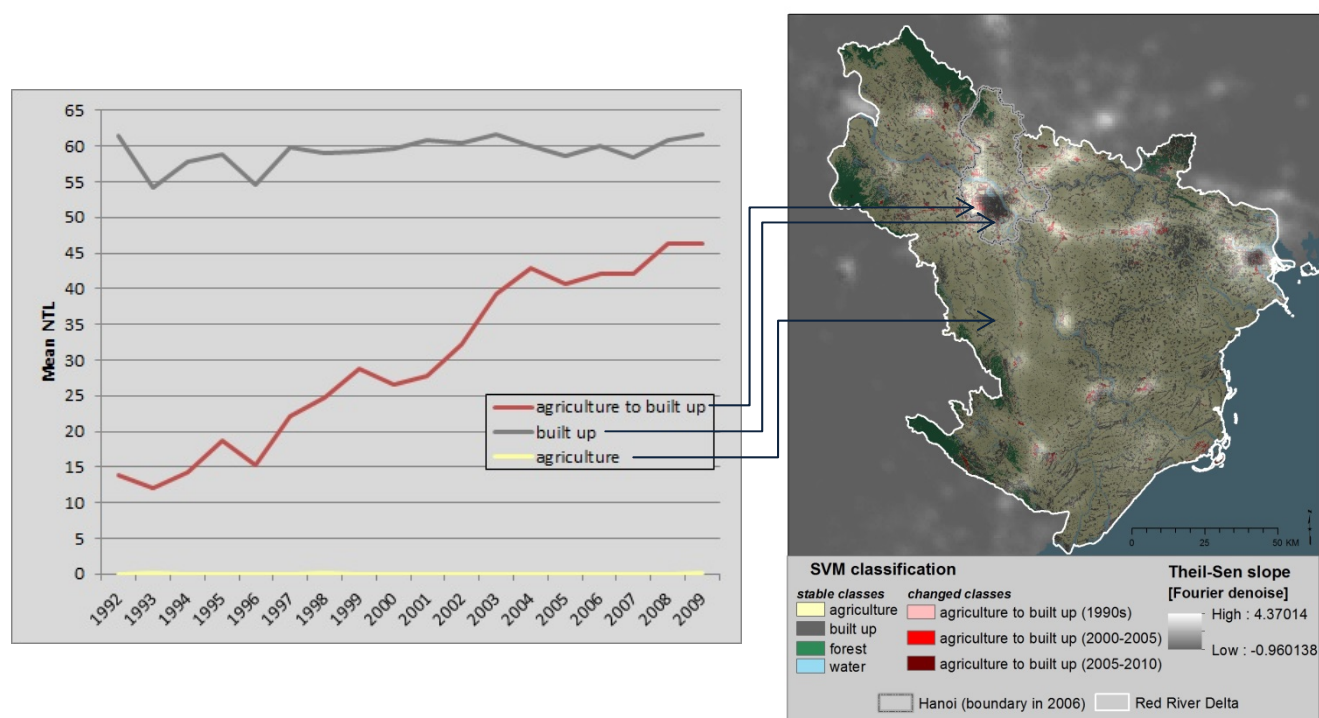 65
60
55
50
45
40
35
30
25
20
15
10
5
0
Mean NTL
1992
1993
1994
1995
1996
1997
1998
1999
2000
2001
2002
2003
2004
2005
2006
2007
2008
2009
agriculture to built up
built up
agriculture
0 25 50 KM
SVM classification
stable classes
agriculture
built up
forest
water
changed classes
agriculture to built up (1990s)
agriculture to built up (2000-2005)
agriculture to built up (2005-2010)
Theil-Sen slope
[Fourier denoise]
High : 4.37014
Low : -0.960138
Hanoi (boundary in 2006) Red River Delta